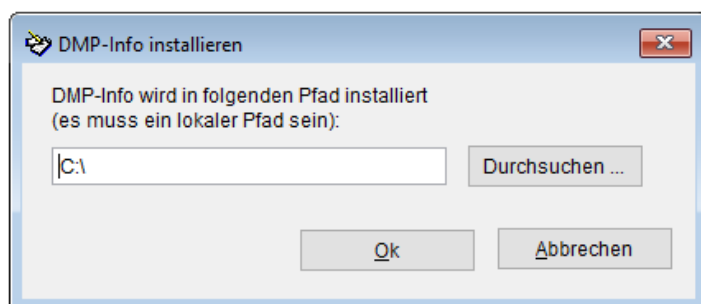 DMP-Info installieren
DMP-Info wird in folgenden Pfad installiert
(es muss ein lokaler Pfad sein):
C:\
Durchsuchen ...
Ok
Abbrechen